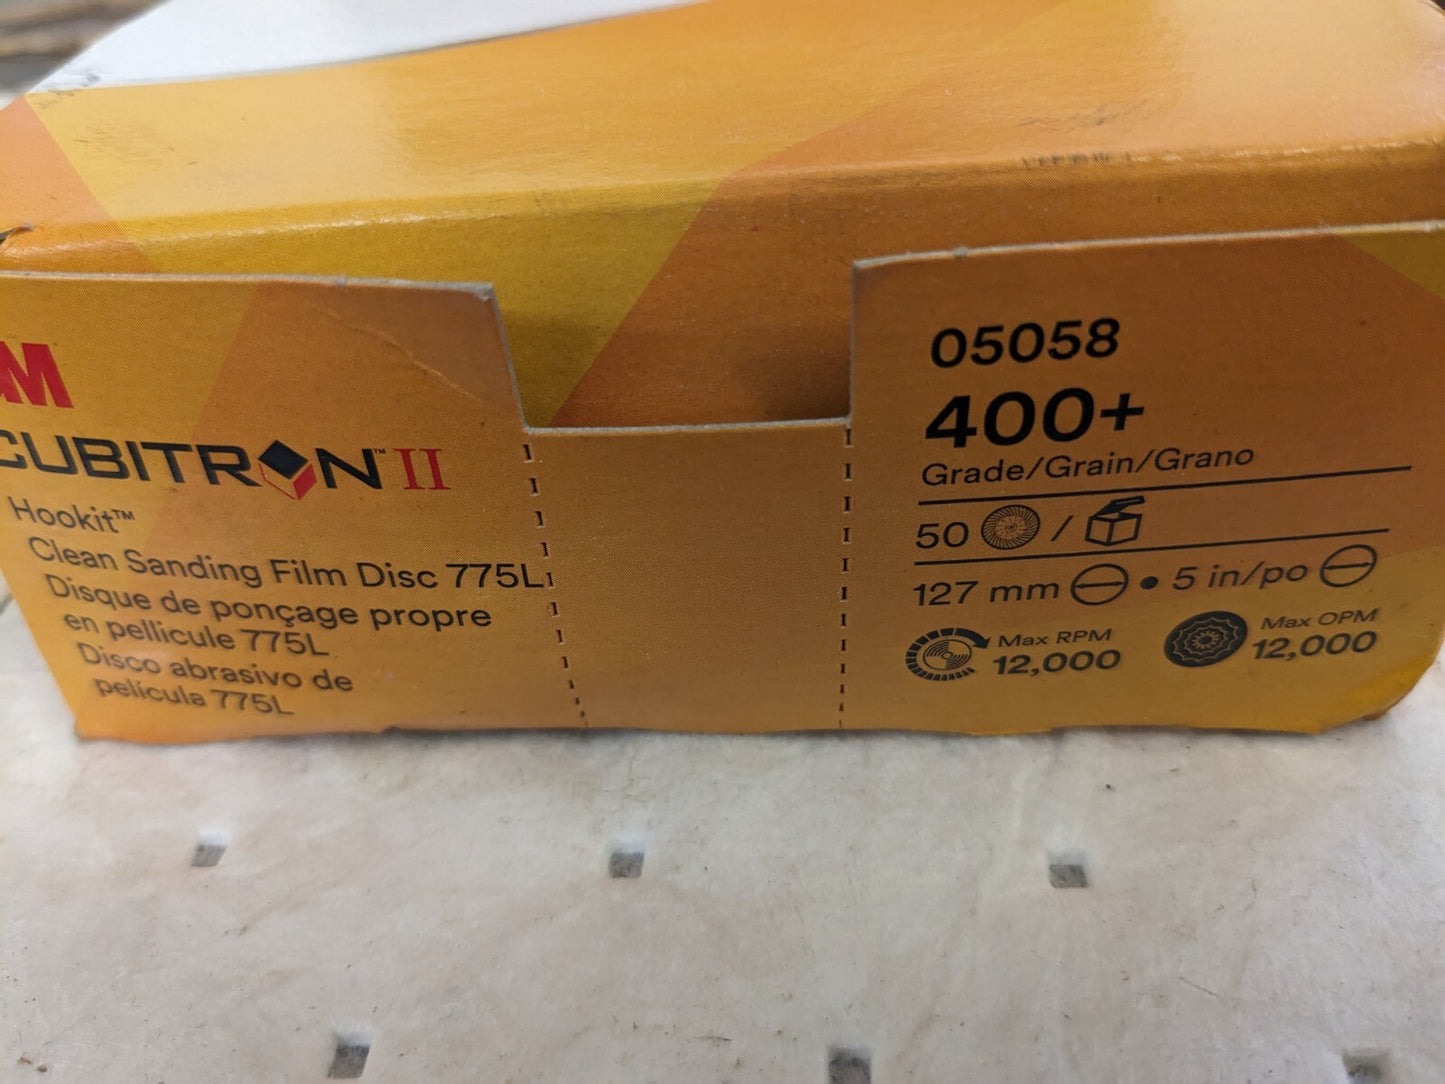 3M
CUBITRON™ II
Hookit™
Clean Sanding Film Disc 775L
Disque de ponçage propre
en pellicule 775L
Disco abrasivo de
película 775L
05058
400+
Grade/Grain/Grano
50 /
127 mm • 5 in/po
Max RPM
12,000
Max OPM
12,000